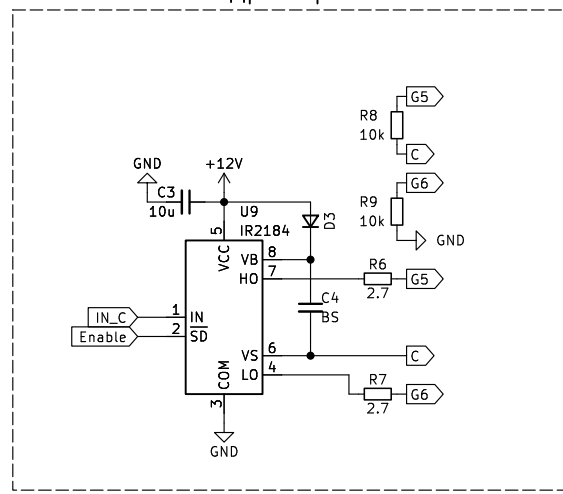 G5
R8
10k
C
GND
+12V
G6
C3
10u
U9
IR2184
D3
R9
10k
GND
5
VCC
VB
8
HO
7
R6
2.7
G5
IN_C
1
IN
C4
BS
Enable
2
SD
VS
6
C
COM
LO
4
R7
2.7
G6
3
GND